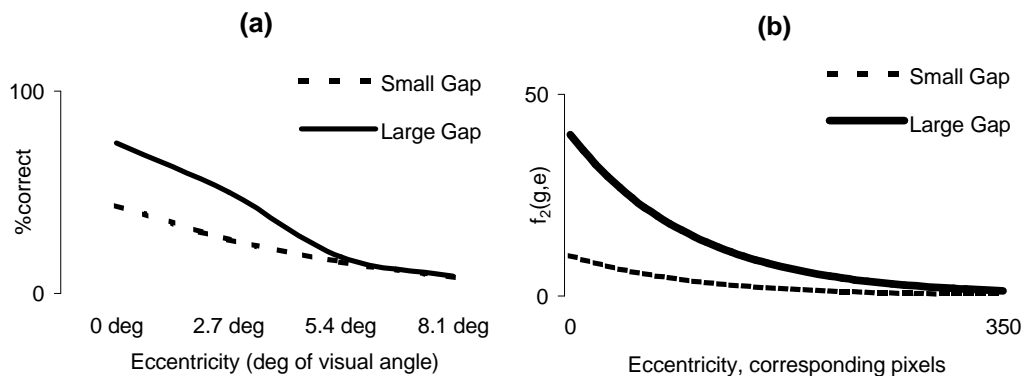 (a)
Small Gap
Large Gap
100
0
%correct
0 deg 2.7 deg 5.4 deg 8.1 deg
Eccentricity (deg of visual angle)
(b)
Small Gap
Large Gap
50
0
f₂(g,e)
0 350
Eccentricity, corresponding pixels